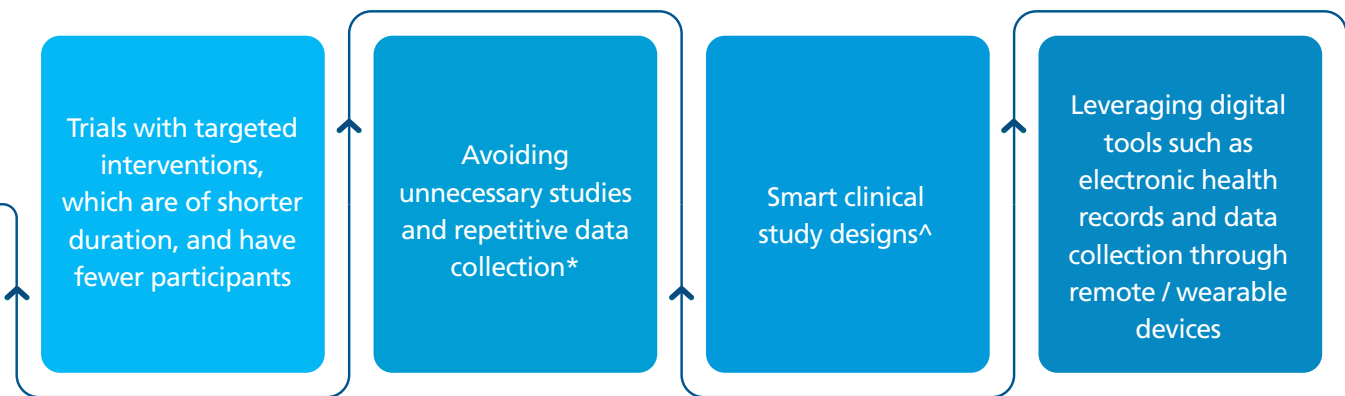 Trials with targeted
interventions,
which are of shorter
duration, and have
fewer participants
Avoiding
unnecessary studies
and repetitive data
collection*
Smart clinical
study designs^
Leveraging digital
tools such as
electronic health
records and data
collection through
remote / wearable
devices